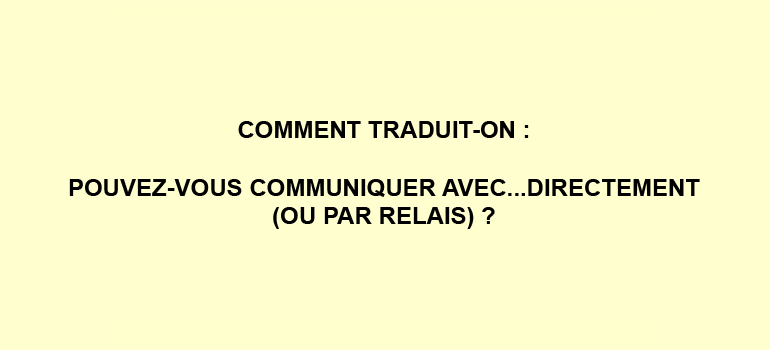 COMMENT TRADUIT-ON :
POUVEZ-VOUS COMMUNIQUER AVEC...DIRECTEMENT
(OU PAR RELAIS) ?